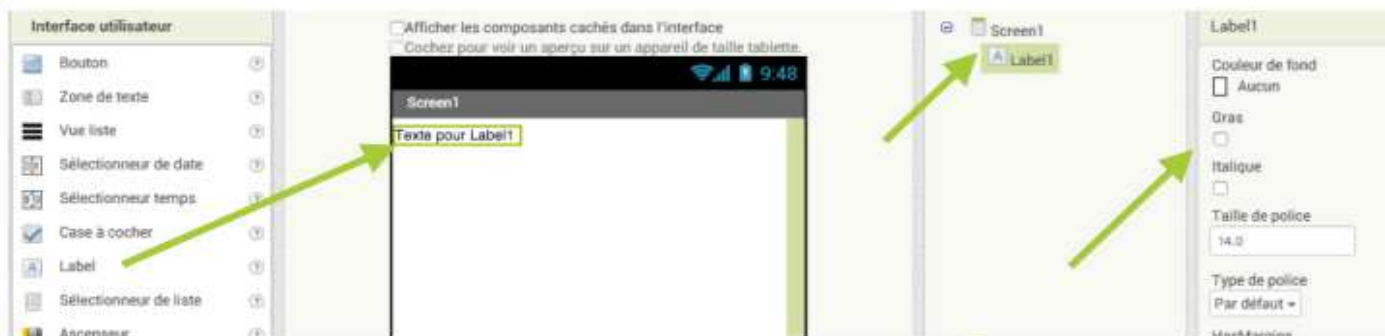 Interface utilisateur
Bouton
Zone de texte
Vue liste
Sélectionneur de date
Sélectionneur temps
Case à cocher
Label
Sélectionneur de liste
Ascenseur
Afficher les composants cachés dans l'interface
Cochez pour voir un aperçu sur un appareil de taille tablette.
9:48
Screen1
Texte pour Label1
Screen1
Label1
Label1
Couleur de fond
Aucun
Gras
Italique
Taille de police
14.0
Type de police
Par défaut
HasMargins